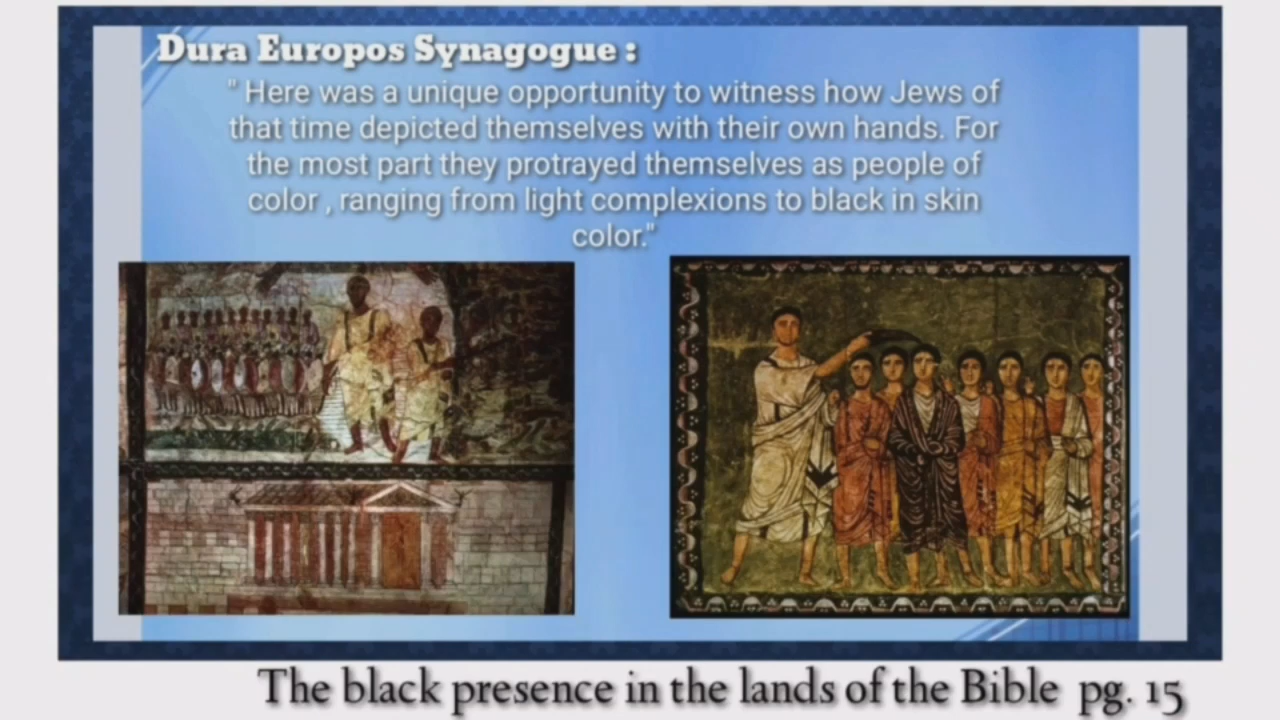 Dura Europos Synagogue :
" Here was a unique opportunity to witness how Jews of
that time depicted themselves with their own hands. For
the most part they protrayed themselves as people of
color , ranging from light complexions to black in skin
color."
The black presence in the lands of the Bible pg. 15